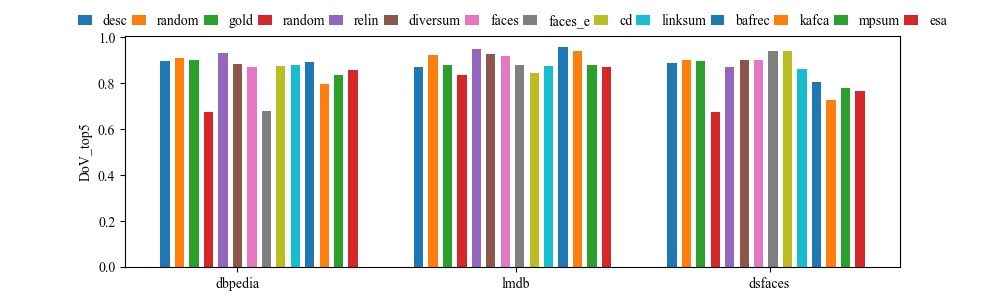 desc random gold random relin diversum faces faces_e cd linksum bafrec kafca mpsum esa
1.0
0.8
0.6
0.4
0.2
0.0
DoV_top5
dbpedia lmdb dsfaces